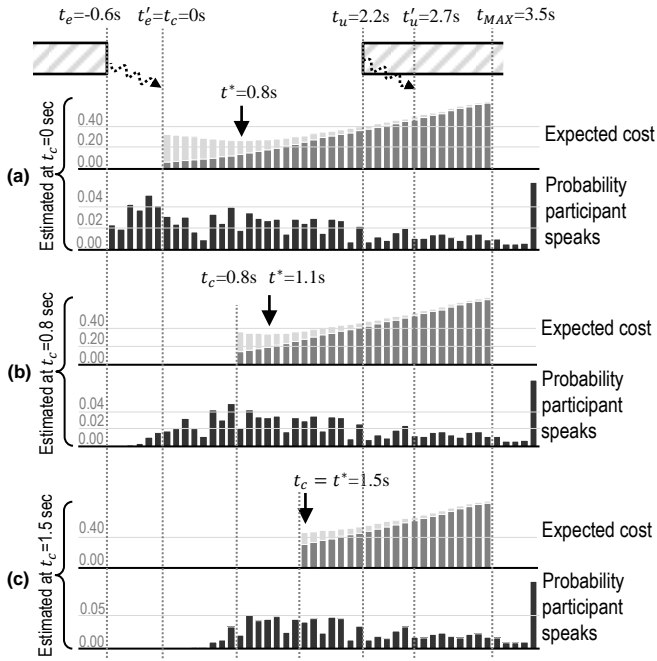 t_e=-0.6s t'_e=t_c=0s t_u=2.2s t'_u=2.7s t_MAX=3.5s
t*=0.8s
(a)
Estimated at t_c=0 sec
0.40
0.20
0.00
Expected cost
0.04
0.02
0.00
Probability
participant
speaks
t_c=0.8s t*=1.1s
(b)
Estimated at t_c=0.8 sec
0.40
0.20
0.00
Expected cost
0.04
0.02
0.00
Probability
participant
speaks
t_c = t*=1.5s
(c)
Estimated at t_c=1.5 sec
0.40
0.00
Expected cost
0.05
0.00
Probability
participant
speaks